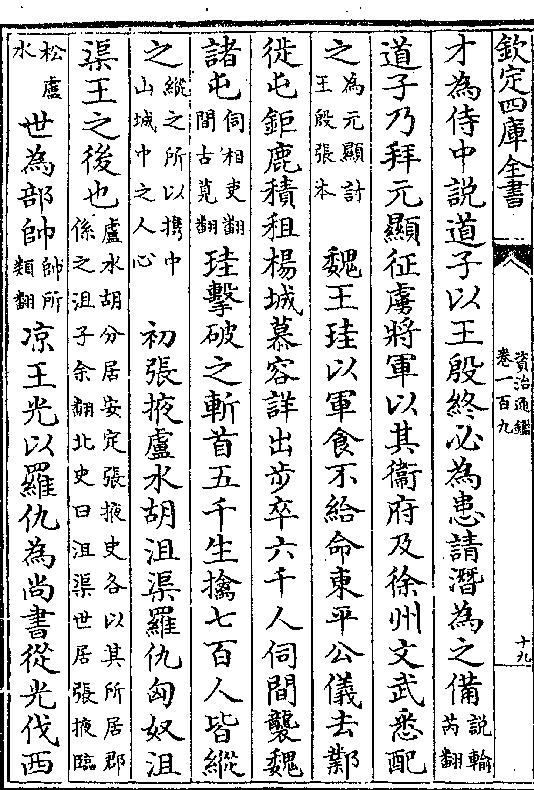 欽定四庫全書
資治通鑑
卷一百九
十九
才為侍中説道子以王殷終必為患請潛為之備説輸芮翻
道子乃拜元顯征虜將軍以其衞府及徐州文武悉配
之為元顯計王殷張本魏王珪以軍食不給命東平公儀去鄴
徙屯鉅鹿積租楊城慕容詳出步卒六千人伺間襲魏
諸屯伺相吏翻間古莧翻珪擊破之斬首五千生擒七百人皆縱
之縱之所以攜中山城中之人心初張掖盧水胡沮渠羅仇匈奴沮
渠王之後也盧水胡分居安定張掖史各以其所居郡係之沮子余翻北史曰沮渠世居張掖臨
松盧水世為部帥帥所類翻凉王光以羅仇為尚書從光伐西